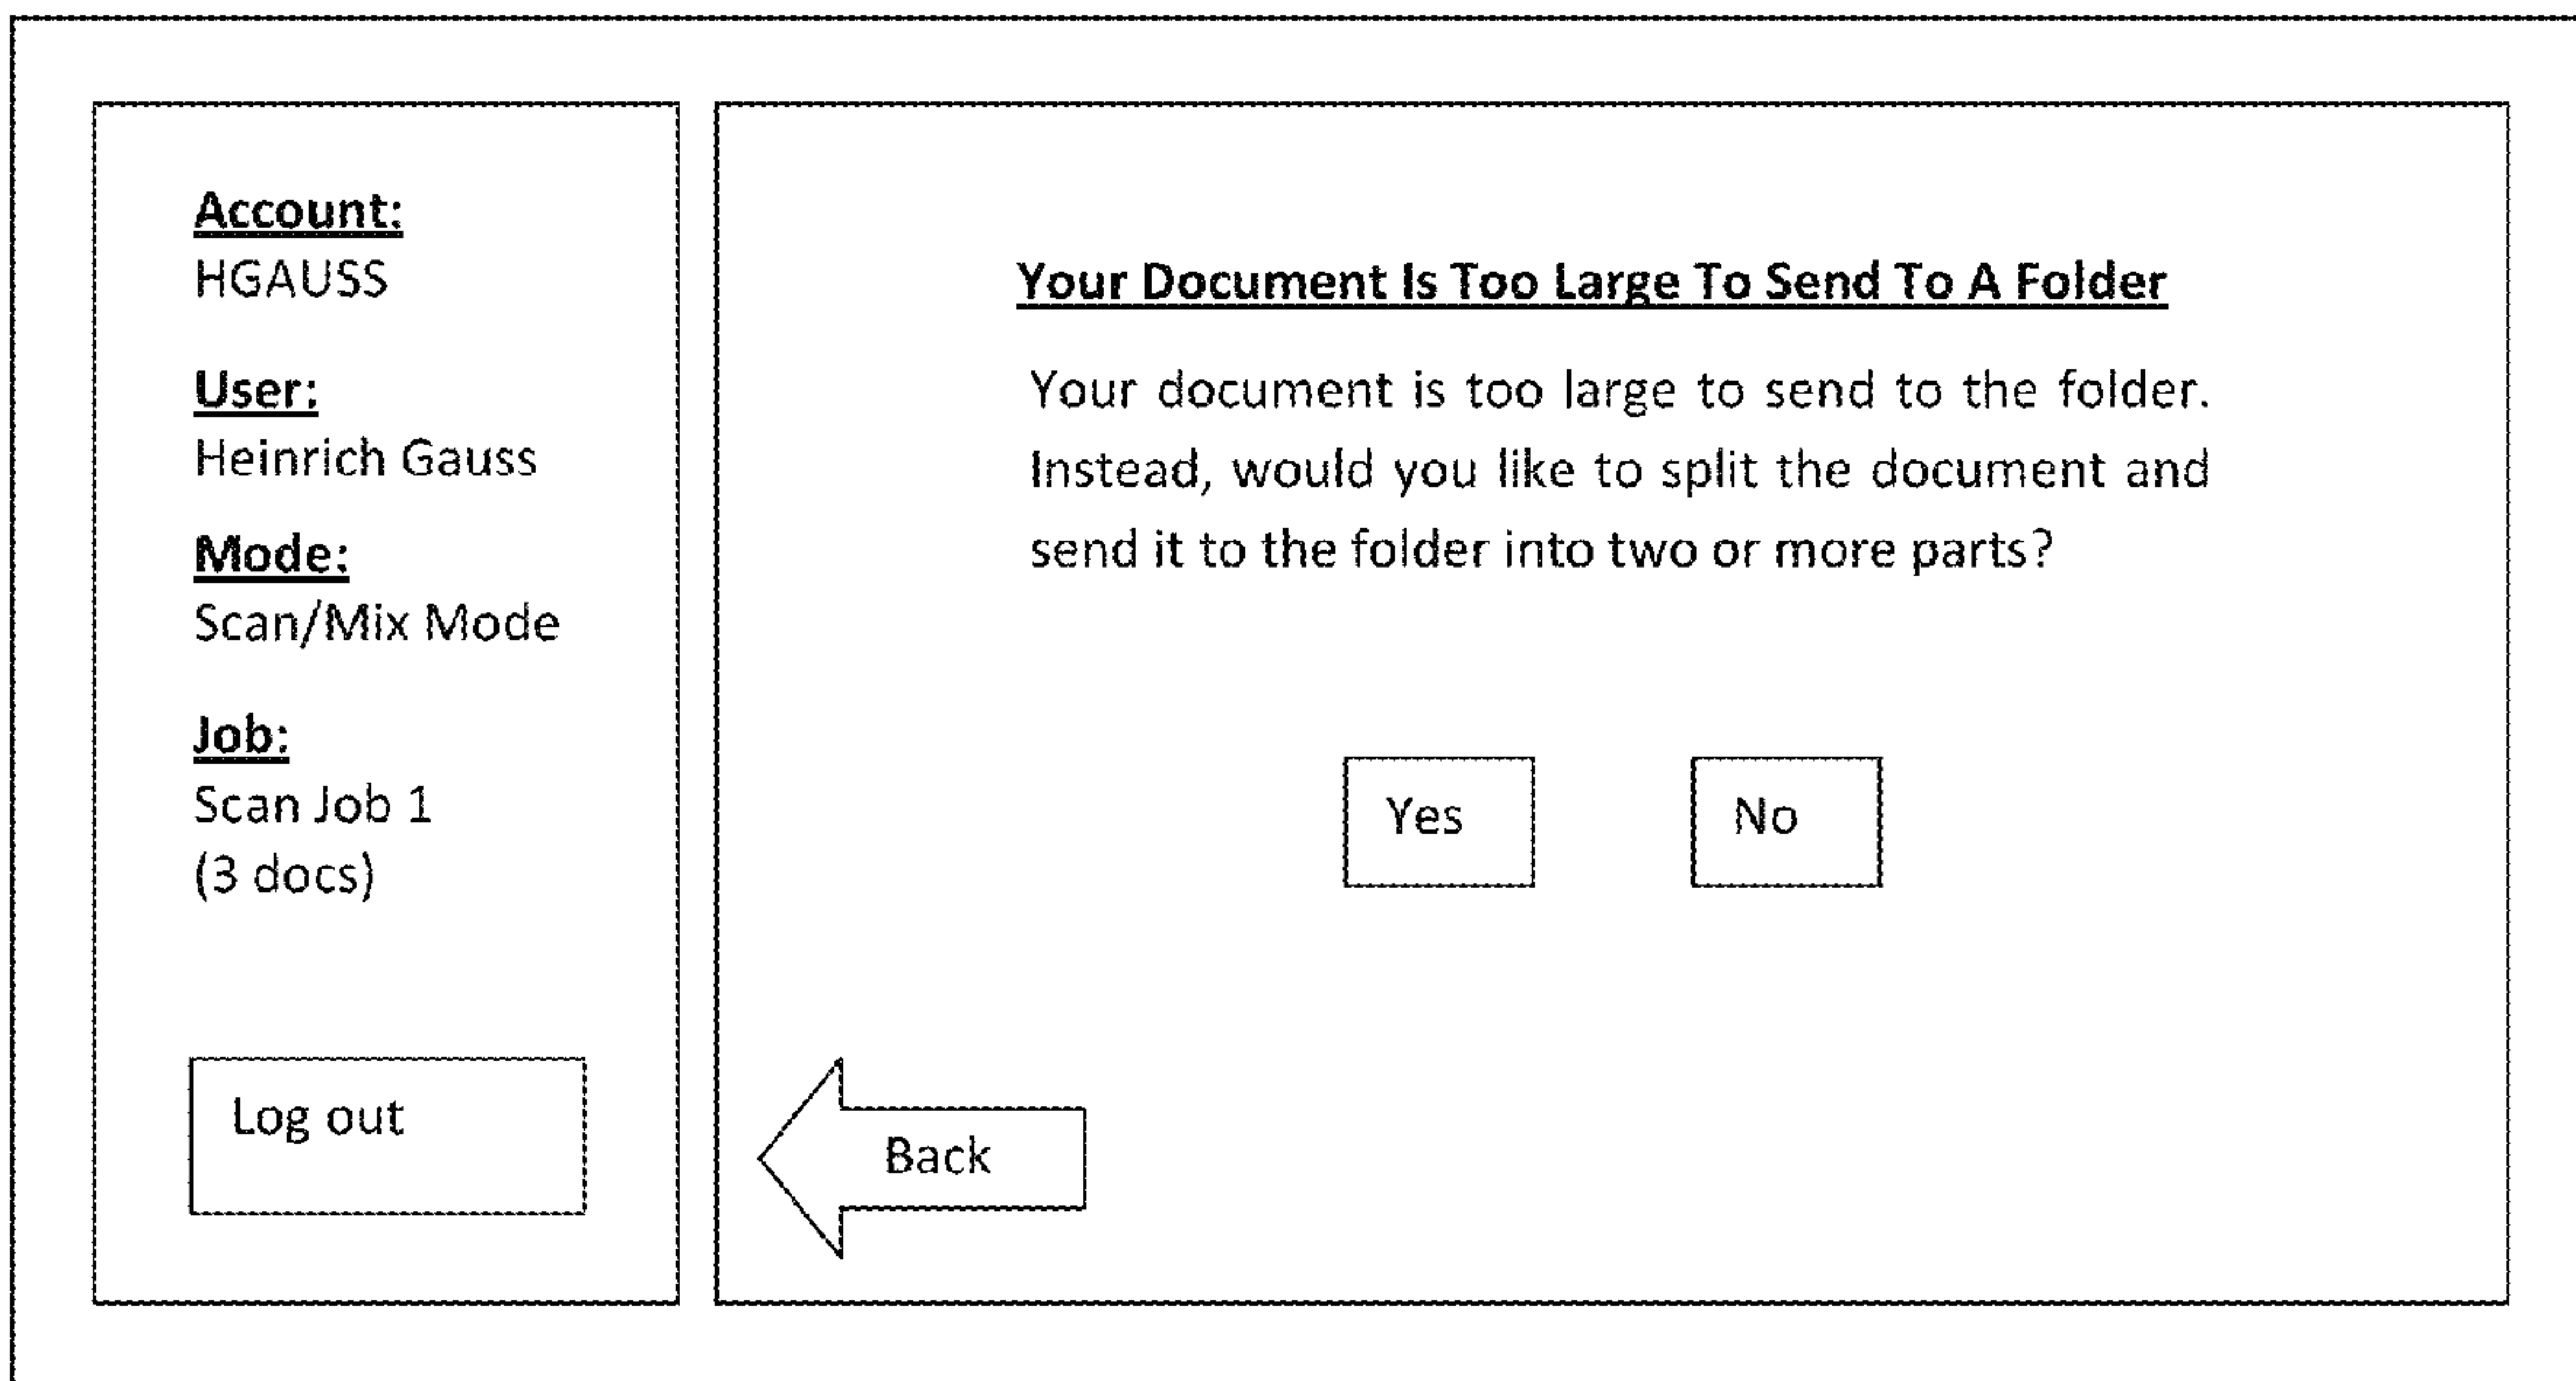 Account:
HGAUSS
User:
Heinrich Gauss
Mode:
Scan/Mix Mode
Job:
Scan Job 1
(3 docs)
Log out
Your Document Is Too Large To Send To A Folder
Your document is too large to send to the folder.
Instead, would you like to split the document and
send it to the folder into two or more parts?
Yes
No
Back